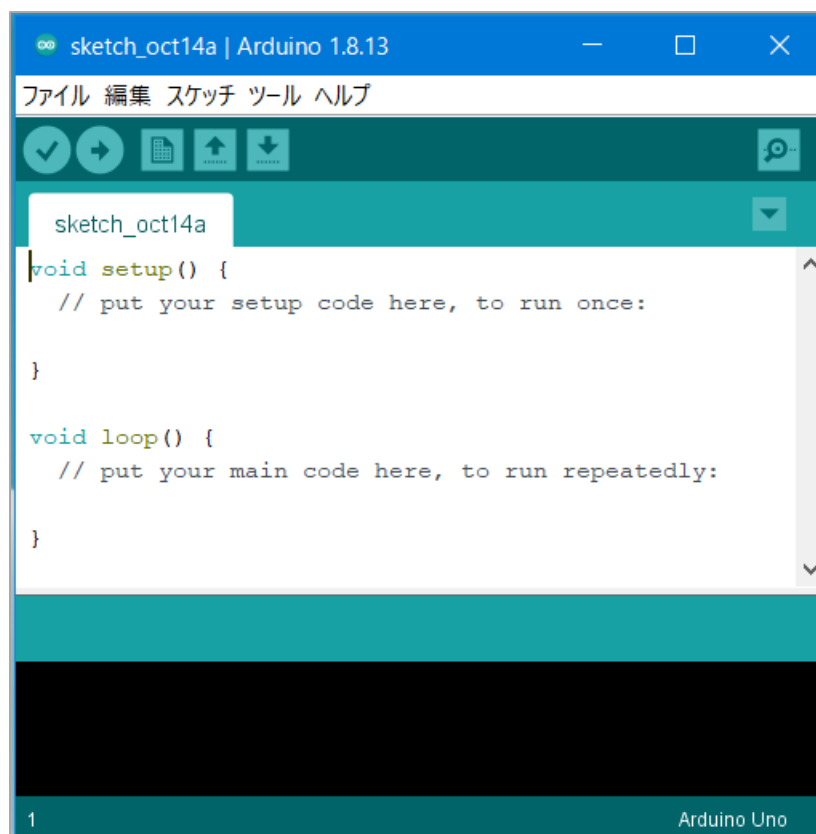 sketch_oct14a | Arduino 1.8.13
ファイル 編集 スケッチ ツール ヘルプ
sketch_oct14a
void setup() {
  // put your setup code here, to run once:
}
void loop() {
  // put your main code here, to run repeatedly:
}
1 Arduino Uno